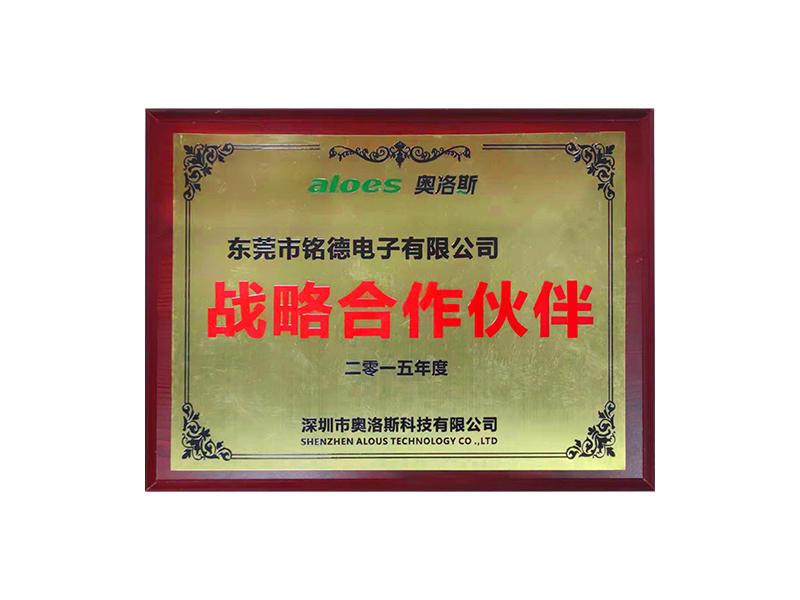 aloes 奥洛斯
东莞市铭德电子有限公司
战略合作伙伴
二零一五年度
深圳市奥洛斯科技有限公司
SHENZHEN ALOUS TECHNOLOGY CO .,LTD